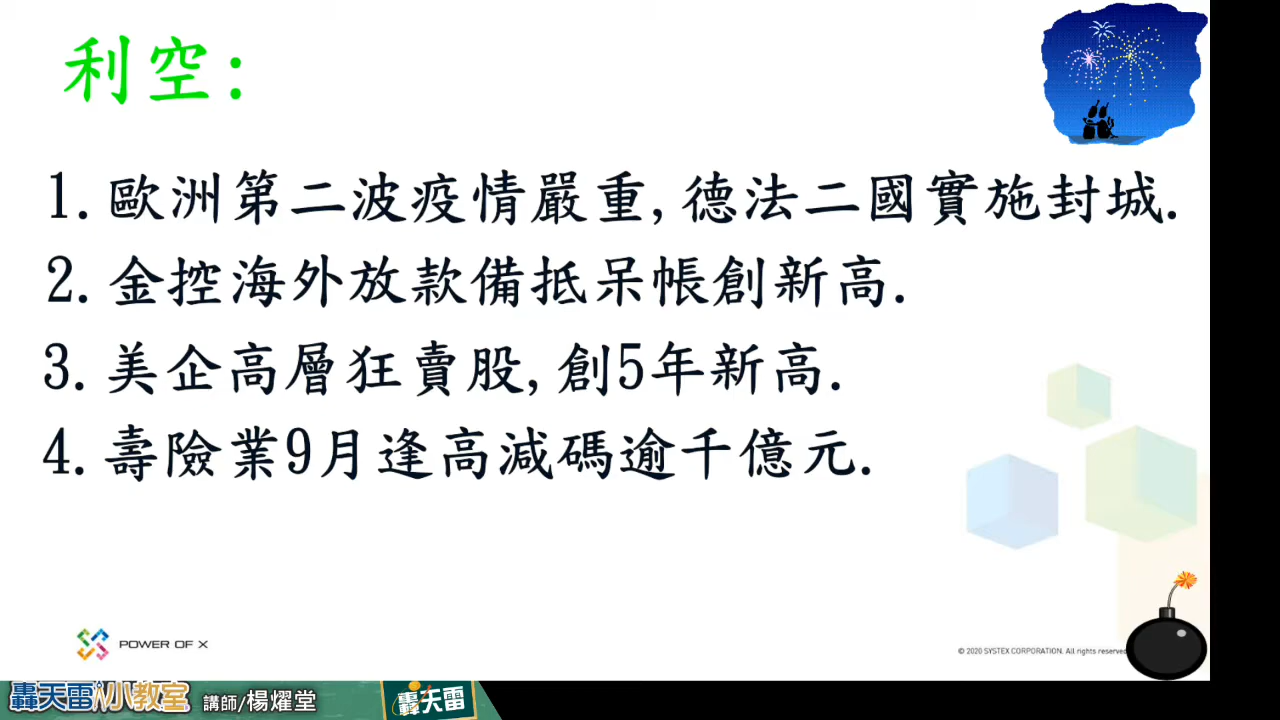 利空:
1.歐洲第二波疫情嚴重,德法二國實施封城.
2.金控海外放款備抵呆帳創新高.
3.美企高層狂賣股,創5年新高.
4.壽險業9月逢高減碼逾千億元.
POWER OF X
© 2020 SYSTEX CORPORATION. All rights reserved
轟天雷小教室 講師/楊燿堂 轟天雷